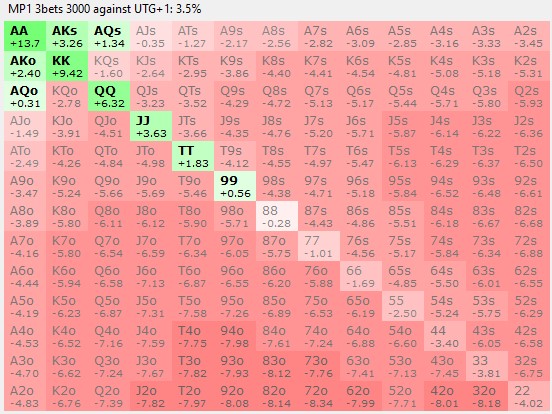 MP1 3bets 3000 against UTG+1: 3.5%
AA AKs AQs AJs ATs A9s A8s A7s A6s A5s A4s A3s A2s
+13.7 +3.26 +1.34 -0.35 -1.27 -2.17 -2.56 -2.82 -3.09 -2.85 -3.16 -3.33 -3.45
AKo KK KQs KJs KTs K9s K8s K7s K6s K5s K4s K3s K2s
+2.40 +9.42 -1.60 -2.64 -2.95 -3.86 -4.40 -4.41 -4.54 -4.81 -5.08 -5.18 -5.31
AQo KQo QQ QJs QTs Q9s Q8s Q7s Q6s Q5s Q4s Q3s Q2s
+0.31 -2.78 +6.32 -3.23 -3.52 -4.29 -4.72 -5.13 -5.17 -5.44 -5.71 -5.80 -5.93
AJo KJo QJo JJ JTs J9s J8s J7s J6s J5s J4s J3s J2s
-1.49 -3.91 -4.51 +3.63 -3.66 -4.35 -4.76 -5.20 -5.71 -5.87 -6.14 -6.22 -6.36
ATo KTo QTo JTo TT T9s T8s T7s T6s T5s T4s T3s T2s
-2.49 -4.26 -4.84 -4.98 +1.83 -4.12 -4.55 -4.97 -5.47 -6.13 -6.29 -6.37 -6.50
A9o K9o Q9o J9o T9o 99 98s 97s 96s 95s 94s 93s 92s
-3.47 -5.24 -5.66 -5.69 -5.46 +0.56 -4.38 -4.71 -5.18 -5.84 -6.52 -6.48 -6.61
A8o K8o Q8o J8o T8o 98o 88 87s 86s 85s 84s 83s 82s
-3.89 -5.80 -6.11 -6.12 -5.90 -5.71 -0.28 -4.43 -4.86 -5.51 -6.18 -6.67 -6.68
A7o K7o Q7o J7o T7o 97o 87o 77 76s 75s 74s 73s 72s
-4.16 -5.80 -6.54 -6.59 -6.34 -6.05 -5.75 -1.01 -4.56 -5.17 -5.84 -6.34 -6.88
A6o K6o Q6o J6o T6o 96o 86o 76o 66 65s 64s 63s 62s
-4.44 -5.94 -6.58 -7.13 -6.87 -6.55 -6.20 -5.88 -1.69 -4.85 -5.50 -6.01 -6.55
A5o K5o Q5o J5o T5o 95o 85o 75o 65o 55 54s 53s 52s
-4.19 -6.23 -6.87 -7.31 -7.58 -7.26 -6.89 -6.53 -6.19 -2.50 -5.24 -5.75 -6.29
A4o K4o Q4o J4o T4o 94o 84o 74o 64o 54o 44 43s 42s
-4.53 -6.52 -7.16 -7.59 -7.75 -7.98 -7.61 -7.24 -6.88 -6.60 -3.40 -6.05 -6.58
A3o K3o Q3o J3o T3o 93o 83o 73o 63o 53o 43o 33 32s
-4.70 -6.62 -7.24 -7.67 -7.82 -7.93 -8.12 -7.76 -7.41 -7.13 -7.45 -3.81 -6.75
A2o K2o Q2o J2o T2o 92o 82o 72o 62o 52o 42o 32o 22
-4.83 -6.76 -7.39 -7.82 -7.97 -8.08 -8.14 -8.34 -7.99 -7.71 -8.01 -8.18 -4.02